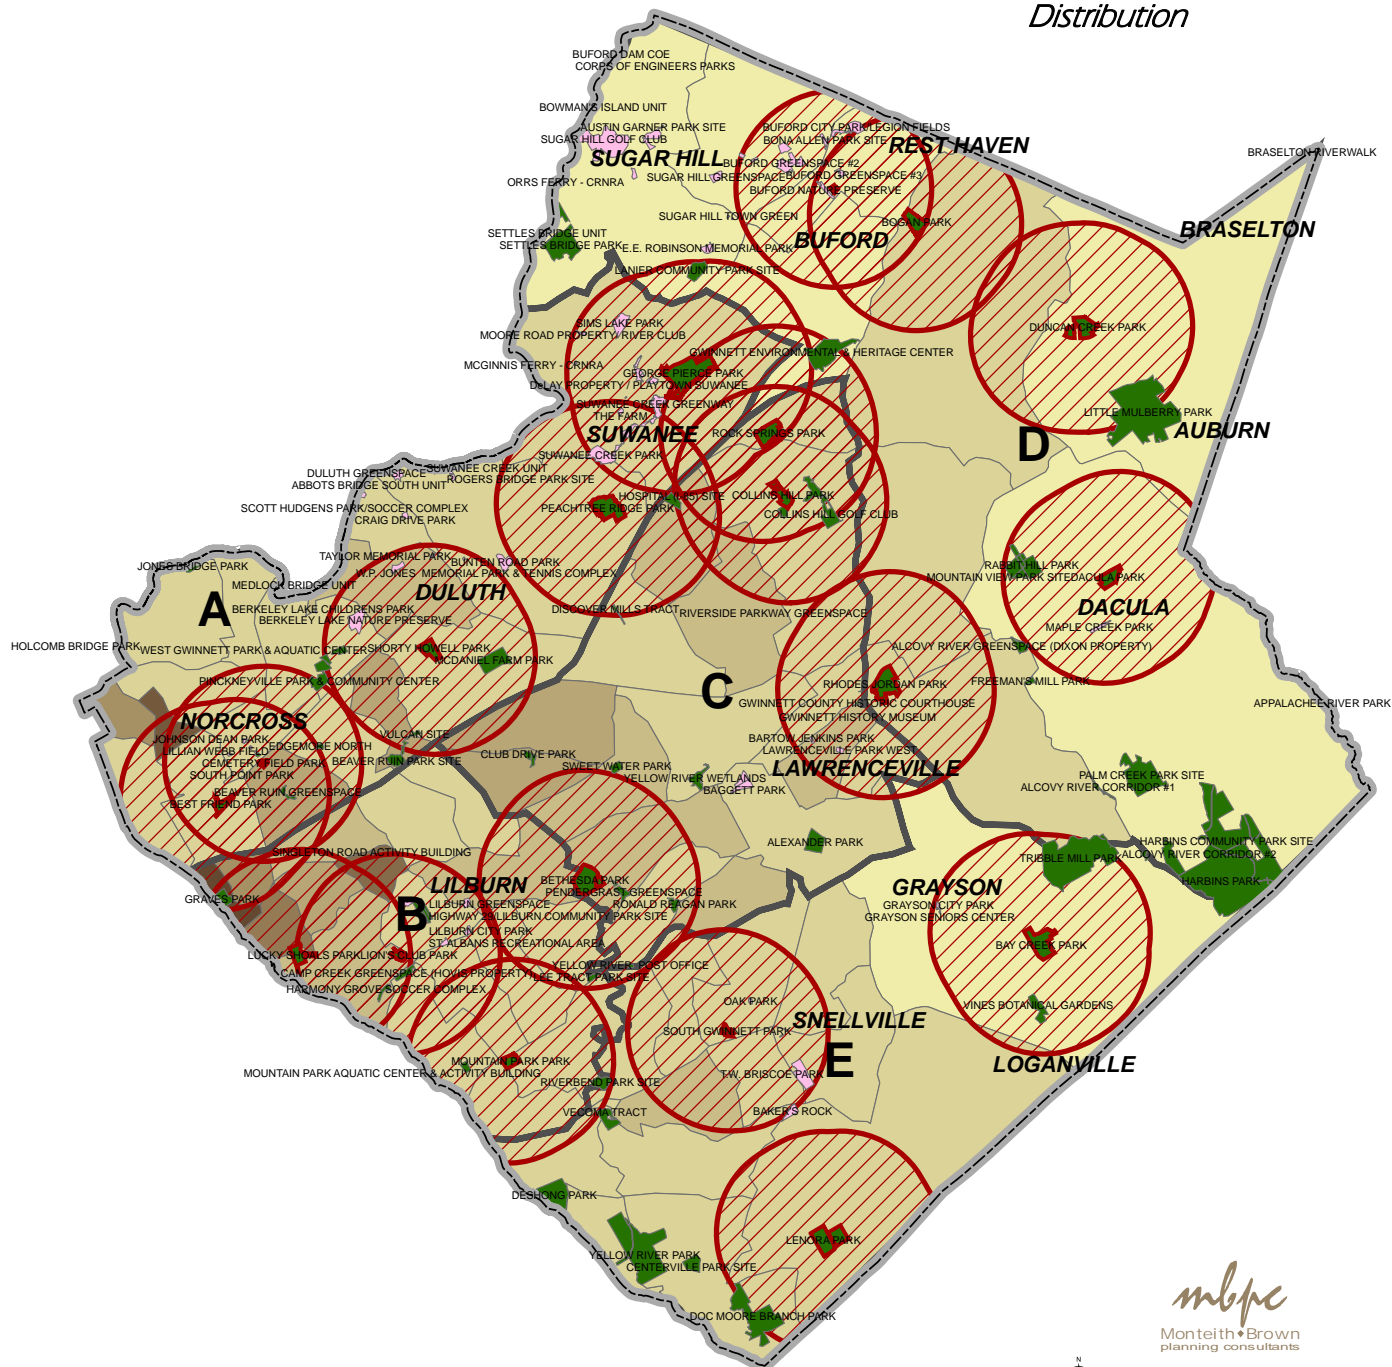 Distribution
BUFORD DAM COE
CORPS OF ENGINEERS PARKS
BOWMAN'S ISLAND UNIT
AUSTIN GARNER PARK SITE
SUGAR HILL GOLF CLUB
SUGAR HILL
BUFORD CITY PARK/LEGION FIELDS
BONA ALLEN PARK SITE
REST HAVEN
BRASELTON RIVERWALK
BUFORD GREENSPACE #2
SUGAR HILL GREENSPACE
BUFORD GREENSPACE #3
ORRS FERRY - CRNRA
BUFORD NATURE PRESERVE
SUGAR HILL TOWN GREEN
BOGAN PARK
BRASELTON
SETTLES BRIDGE UNIT
SETTLES BRIDGE PARK
E.E. ROBINSON MEMORIAL PARK
BUFORD
LANIER COMMUNITY PARK SITE
SIMS LAKE PARK
MOORE ROAD PROPERTY/ RIVER CLUB
DUNCAN CREEK PARK
GWINNETT ENVIRONMENTAL & HERITAGE CENTER
MCGINNIS FERRY - CRNRA
GEORGE PIERCE PARK
DeLAY PROPERTY / PLAYTOWN SUWANEE
SUWANEE CREEK GREENWAY
THE FARM
LITTLE MULBERRY PARK
SUWANEE
ROCK SPRINGS PARK
AUBURN
D
SUWANEE CREEK PARK
DULUTH GREENSPACE
SUWANEE CREEK UNIT
ABBOTS BRIDGE SOUTH UNIT
ROGERS BRIDGE PARK SITE
HOSPITAL (I-85) SITE
COLLINS HILL PARK
SCOTT HUDGENS PARK/SOCCER COMPLEX
PEACHTREE RIDGE PARK
COLLINS HILL GOLF CLUB
CRAIG DRIVE PARK
TAYLOR MEMORIAL PARK
BUNTEN ROAD PARK
JONES BRIDGE PARK
W.P. JONES MEMORIAL PARK & TENNIS COMPLEX
RABBIT HILL PARK
MOUNTAIN VIEW PARK SITE
DACULA PARK
MEDLOCK BRIDGE UNIT
DULUTH
A
BERKELEY LAKE CHILDRENS PARK
BERKELEY LAKE NATURE PRESERVE
DISCOVER MILLS TRACT
RIVERSIDE PARKWAY GREENSPACE
DACULA
MAPLE CREEK PARK
HOLCOMB BRIDGE PARK
WEST GWINNETT PARK & AQUATIC CENTER
SHORTY HOWELL PARK
MCDANIEL FARM PARK
ALCOVY RIVER GREENSPACE (DIXON PROPERTY)
PINCKNEYVILLE PARK & COMMUNITY CENTER
C
RHODES JORDAN PARK
FREEMAN'S MILL PARK
GWINNETT COUNTY HISTORIC COURTHOUSE
GWINNETT HISTORY MUSEUM
APPALACHEE RIVER PARK
NORCROSS
JOHNSON DEAN PARK
LILLIAN WEBB FIELD
EDGEMORE NORTH
VULCAN SITE
CEMETERY FIELD PARK
BEAVER RUIN PARK SITE
CLUB DRIVE PARK
SWEET WATER PARK
BARTOW JENKINS PARK
LAWRENCEVILLE PARK WEST
LAWRENCEVILLE
SOUTH POINT PARK
YELLOW RIVER WETLANDS
BAGGETT PARK
PALM CREEK PARK SITE
ALCOVY RIVER CORRIDOR #1
BEAVER RUIN GREENSPACE
BEST FRIEND PARK
ALEXANDER PARK
HARBINS COMMUNITY PARK SITE
ALCOVY RIVER CORRIDOR #2
TRIBBLE MILL PARK
HARBINS PARK
SINGLETON ROAD ACTIVITY BUILDING
LILBURN
BETHESDA PARK
PENDERGRAST GREENSPACE
RONALD REAGAN PARK
GRAYSON
GRAYSON CITY PARK
GRAYSON SENIORS CENTER
GRAVES PARK
B
LILBURN GREENSPACE
HIGHWAY 29/LILBURN COMMUNITY PARK SITE
LILBURN CITY PARK
ST. ALBANS RECREATIONAL AREA
BAY CREEK PARK
LUCKY SHOALS PARK
LION'S CLUB PARK
YELLOW RIVER POST OFFICE
CAMP CREEK GREENSPACE (HOVIS PROPERTY)
LEE TRACT PARK SITE
HARMONY GROVE SOCCER COMPLEX
OAK PARK
VINES BOTANICAL GARDENS
SNELLVILLE
SOUTH GWINNETT PARK
E
LOGANVILLE
MOUNTAIN PARK PARK
MOUNTAIN PARK AQUATIC CENTER & ACTIVITY BUILDING
RIVERBEND PARK SITE
T.W. BRISCOE PARK
VECOMA TRACT
BAKER'S ROCK
DESHONG PARK
LENORA PARK
YELLOW RIVER PARK
CENTERVILLE PARK SITE
DOC MOORE BRANCH PARK
mbpc
Monteith♦Brown
planning consultants
N